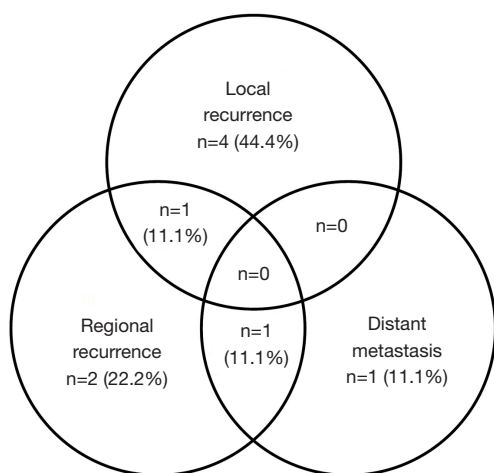 Local
recurrence
n=4 (44.4%)
n=1
(11.1%)
n=0
n=0
Regional
recurrence
n=2 (22.2%)
n=1
(11.1%)
Distant
metastasis
n=1 (11.1%)